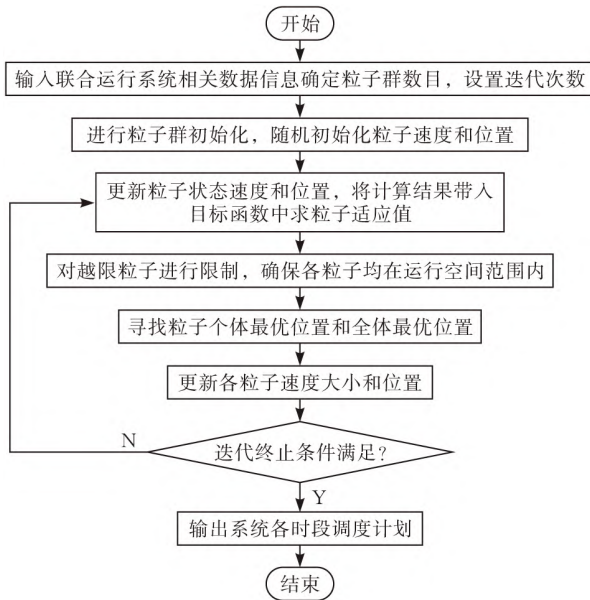 开始
输入联合运行系统相关数据信息确定粒子群数目，设置迭代次数
进行粒子群初始化，随机初始化粒子速度和位置
更新粒子状态速度和位置，将计算结果带入
目标函数中求粒子适应值
对越限粒子进行限制，确保各粒子均在运行空间范围内
寻找粒子个体最优位置和全体最优位置
更新各粒子速度大小和位置
N
迭代终止条件满足?
Y
输出系统各时段调度计划
结束